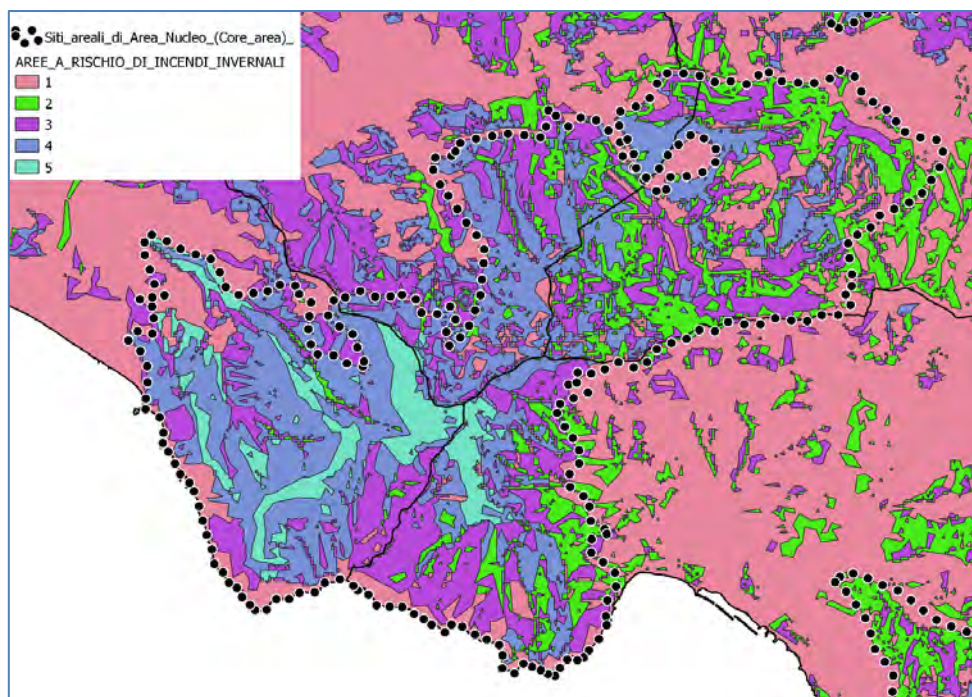 Siti_areali_di_Area_Nucleo_(Core_area)_
AREE_A_RISCHIO_DI_INCENDI_INVERNALI
1
2
3
4
5